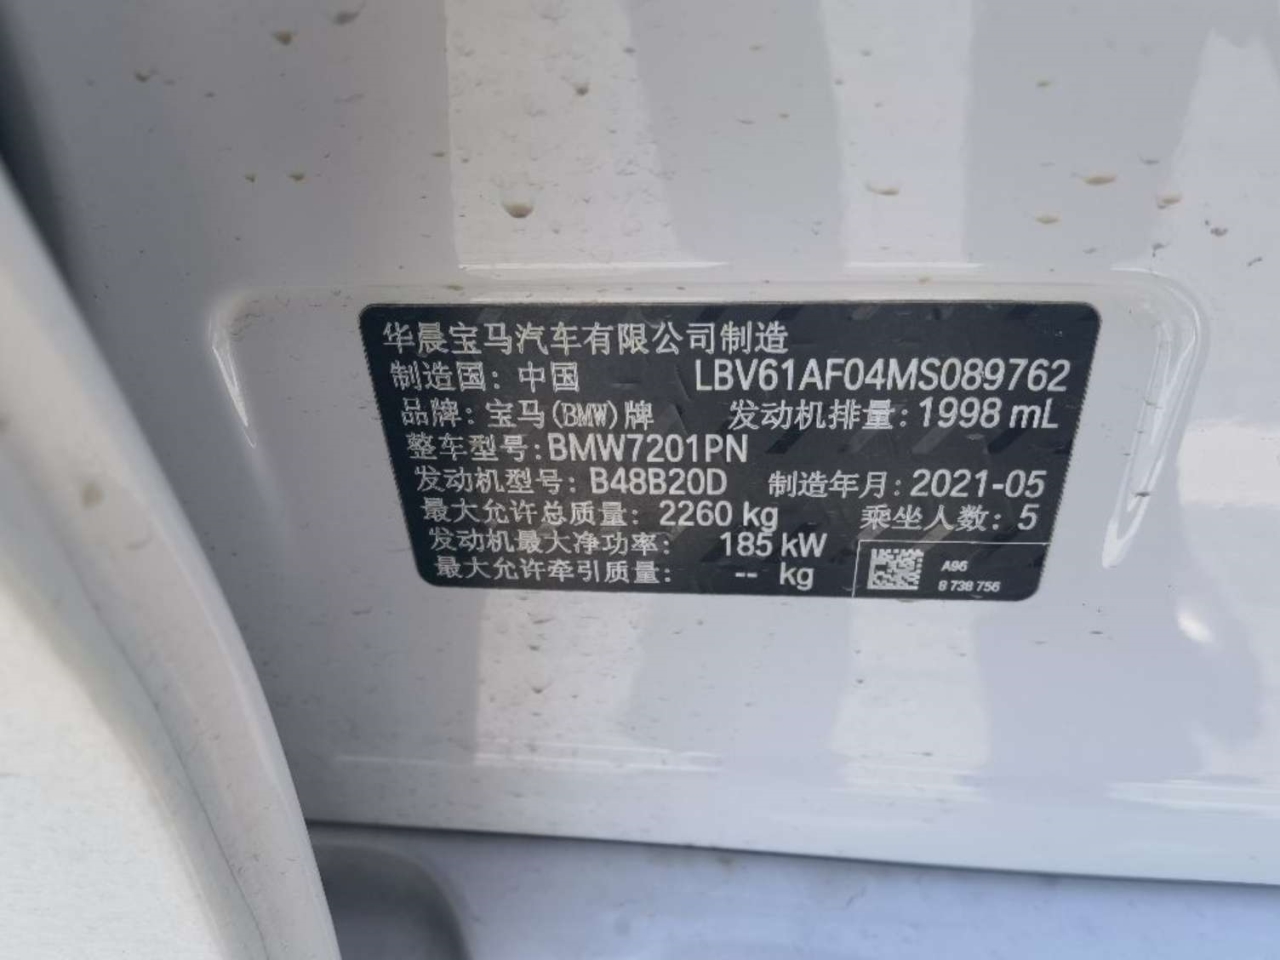 华晨宝马汽车有限公司制造
制造国：中国 LBV61AF04MS089762
品牌：宝马(BMW)牌 发动机排量：1998 mL
整车型号：BMW7201PN
发动机型号：B48B20D 制造年月：2021-05
最大允许总质量：2260 kg 乘坐人数：5
发动机最大净功率：185 kW
最大允许牵引质量：-- kg
A96
8 738 756